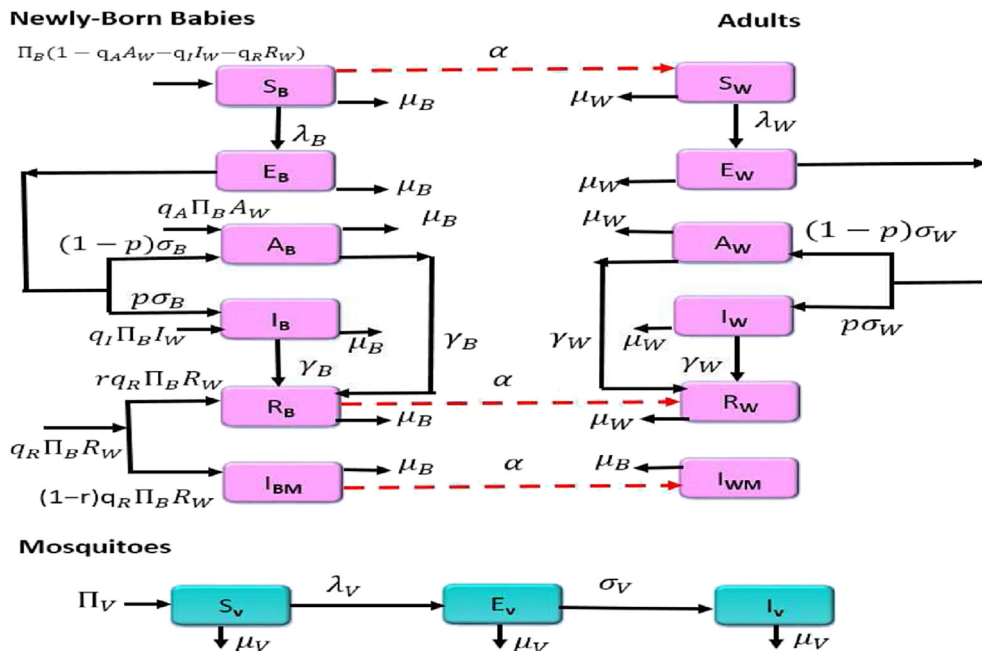 Newly-Born Babies Adults
Π_B(1 − q_A A_W−q_I I_W−q_R R_W)
α
S_B μ_B μ_W S_W
λ_B λ_W
E_B μ_B μ_W E_W
q_A Π_B A_W μ_B μ_W
(1 − p)σ_B A_B A_W (1 − p)σ_W
pσ_B I_B I_W
q_I Π_B I_W μ_B γ_B γ_W μ_W pσ_W
γ_B γ_W
rq_R Π_B R_W α
R_B μ_B μ_W R_W
q_R Π_B R_W
μ_B α μ_B
(1−r)q_R Π_B R_W I_BM I_WM
Mosquitoes
λ_V σ_V
Π_V S_v E_v I_v
μ_V μ_V μ_V